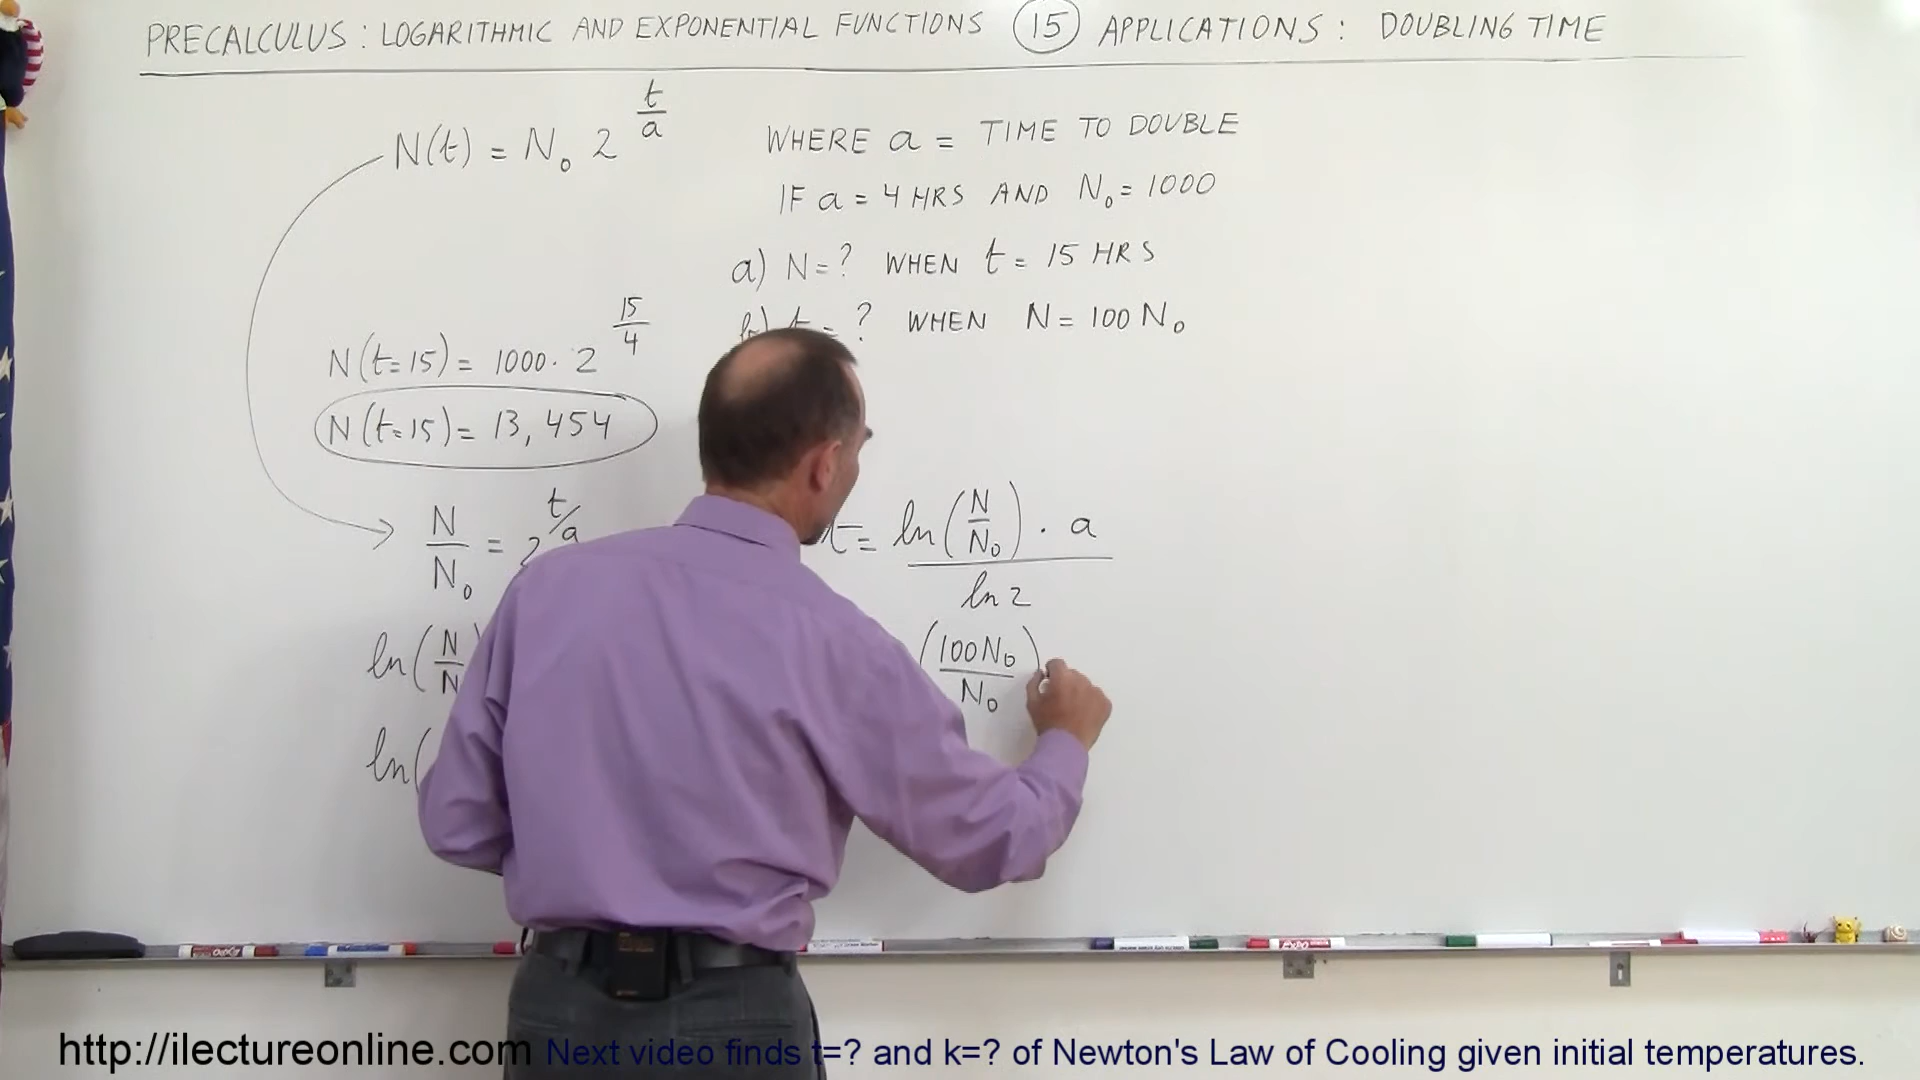 PRECALCULUS: LOGARITHMIC AND EXPONENTIAL FUNCTIONS (15) APPLICATIONS: DOUBLING TIME
N(t) = N₀ 2^(t/a)
WHERE a = TIME TO DOUBLE
IF a = 4 HRS AND N₀ = 1000
a) N = ? WHEN t = 15 HRS
b) t = ? WHEN N = 100 N₀
N(t=15) = 1000 · 2^(15/4)
N(t=15) = 13,454
N/N₀ = 2^(t/a)
ln(N/N
ln(
t = ln(N/N₀) · a / ln 2
(100N₀/N₀)
EXPO
http://ilectureonline.com Next video finds t=? and k=? of Newton's Law of Cooling given initial temperatures.